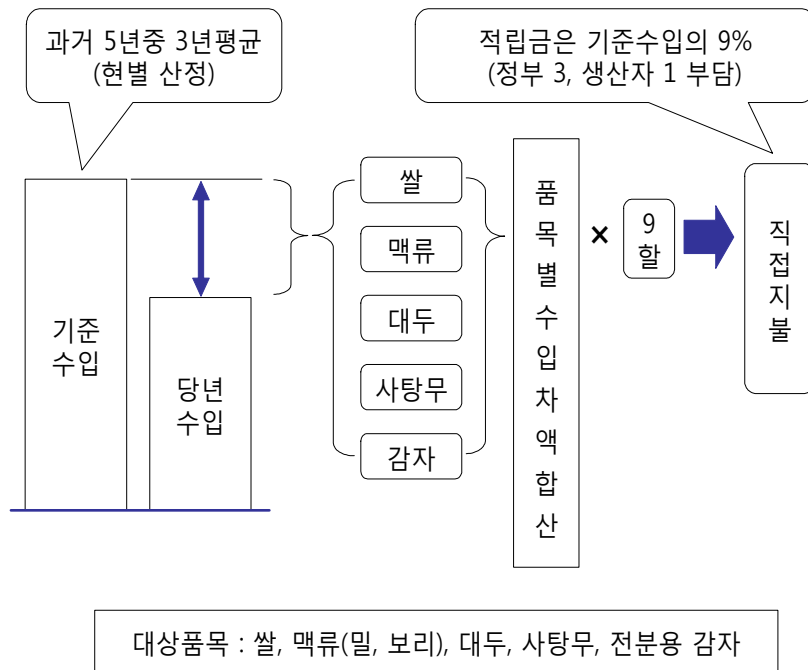 과거 5년중 3년평균
(현별 산정)
적립금은 기준수입의 9%
(정부 3, 생산자 1 부담)
기준
수입
당년
수입
쌀
맥류
대두
사탕무
감자
품
목
별
수
입
차
액
합
산
×
9
할
직
접
지
불
대상품목 : 쌀, 맥류(밀, 보리), 대두, 사탕무, 전분용 감자